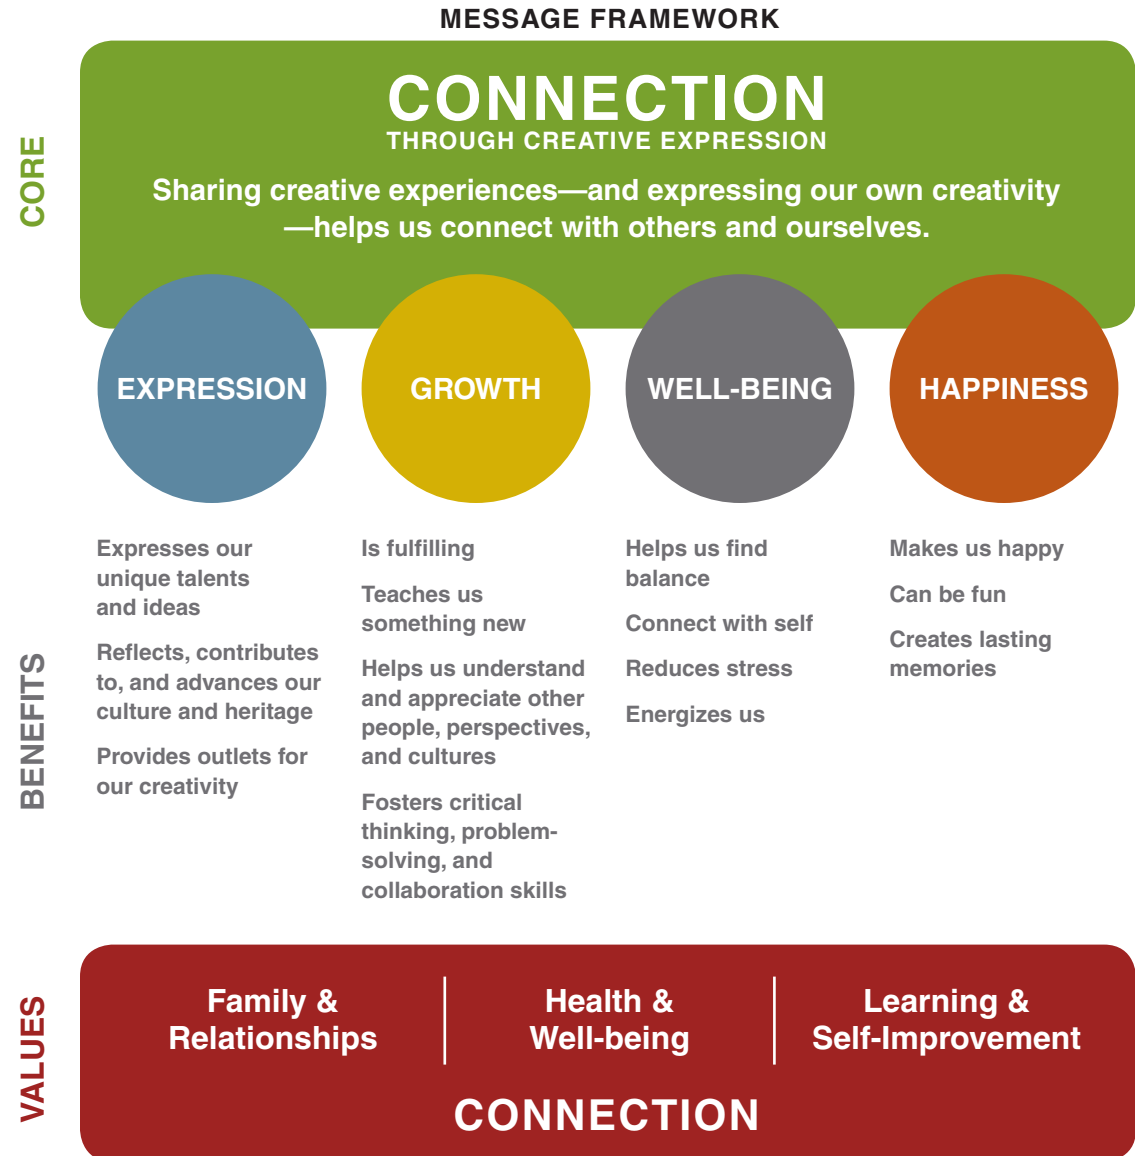 MESSAGE FRAMEWORK
CORE
CONNECTION
THROUGH CREATIVE EXPRESSION
Sharing creative experiences—and expressing our own creativity
—helps us connect with others and ourselves.
EXPRESSION
GROWTH
WELL-BEING
HAPPINESS
BENEFITS
Expresses our
unique talents
and ideas
Reflects, contributes
to, and advances our
culture and heritage
Provides outlets for
our creativity
Is fulfilling
Teaches us
something new
Helps us understand
and appreciate other
people, perspectives,
and cultures
Fosters critical
thinking, problem-
solving, and
collaboration skills
Helps us find
balance
Connect with self
Reduces stress
Energizes us
Makes us happy
Can be fun
Creates lasting
memories
VALUES
Family &
Relationships
Health &
Well-being
Learning &
Self-Improvement
CONNECTION